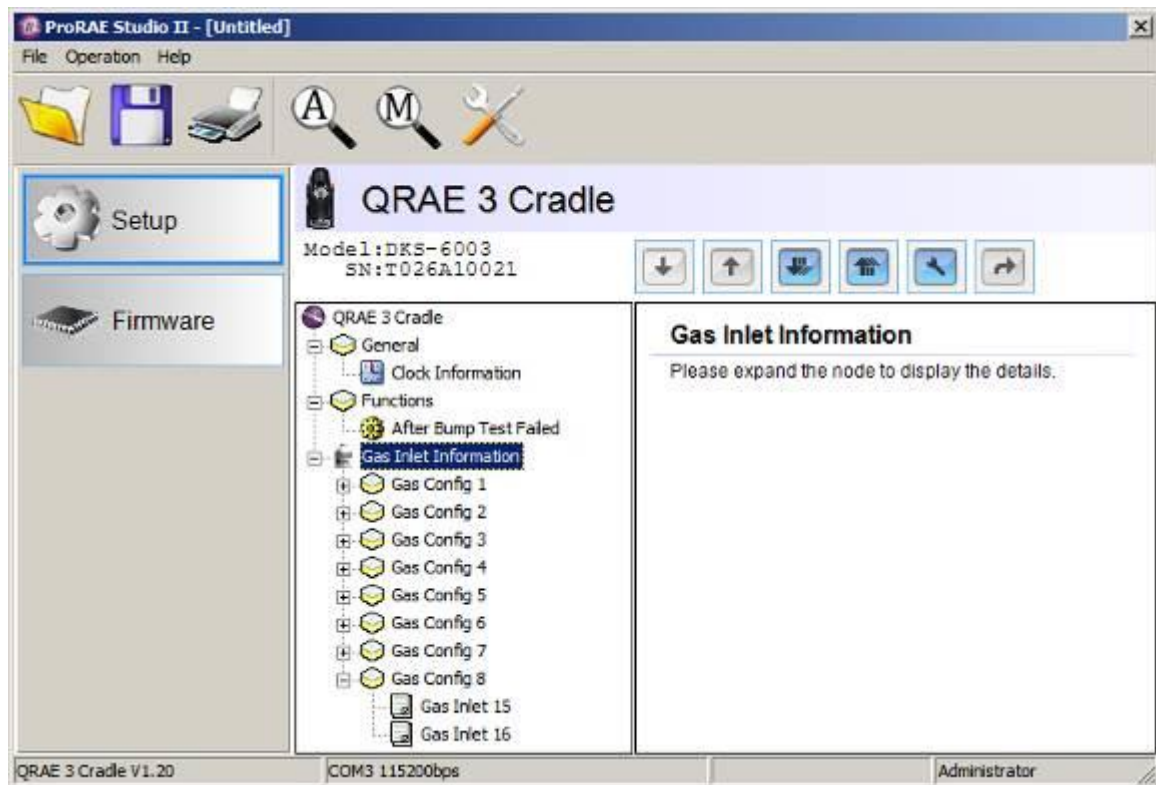 ProRAE Studio II - [Untitled]
File Operation Help
A M
Setup
Firmware
QRAE 3 Cradle
Model:DKS-6003
SN:T026A10021
QRAE 3 Cradle
General
Clock Information
Functions
After Bump Test Failed
Gas Inlet Information
Gas Config 1
Gas Config 2
Gas Config 3
Gas Config 4
Gas Config 5
Gas Config 6
Gas Config 7
Gas Config 8
Gas Inlet 15
Gas Inlet 16
Gas Inlet Information
Please expand the node to display the details.
QRAE 3 Cradle V1.20 COM3 115200bps Administrator